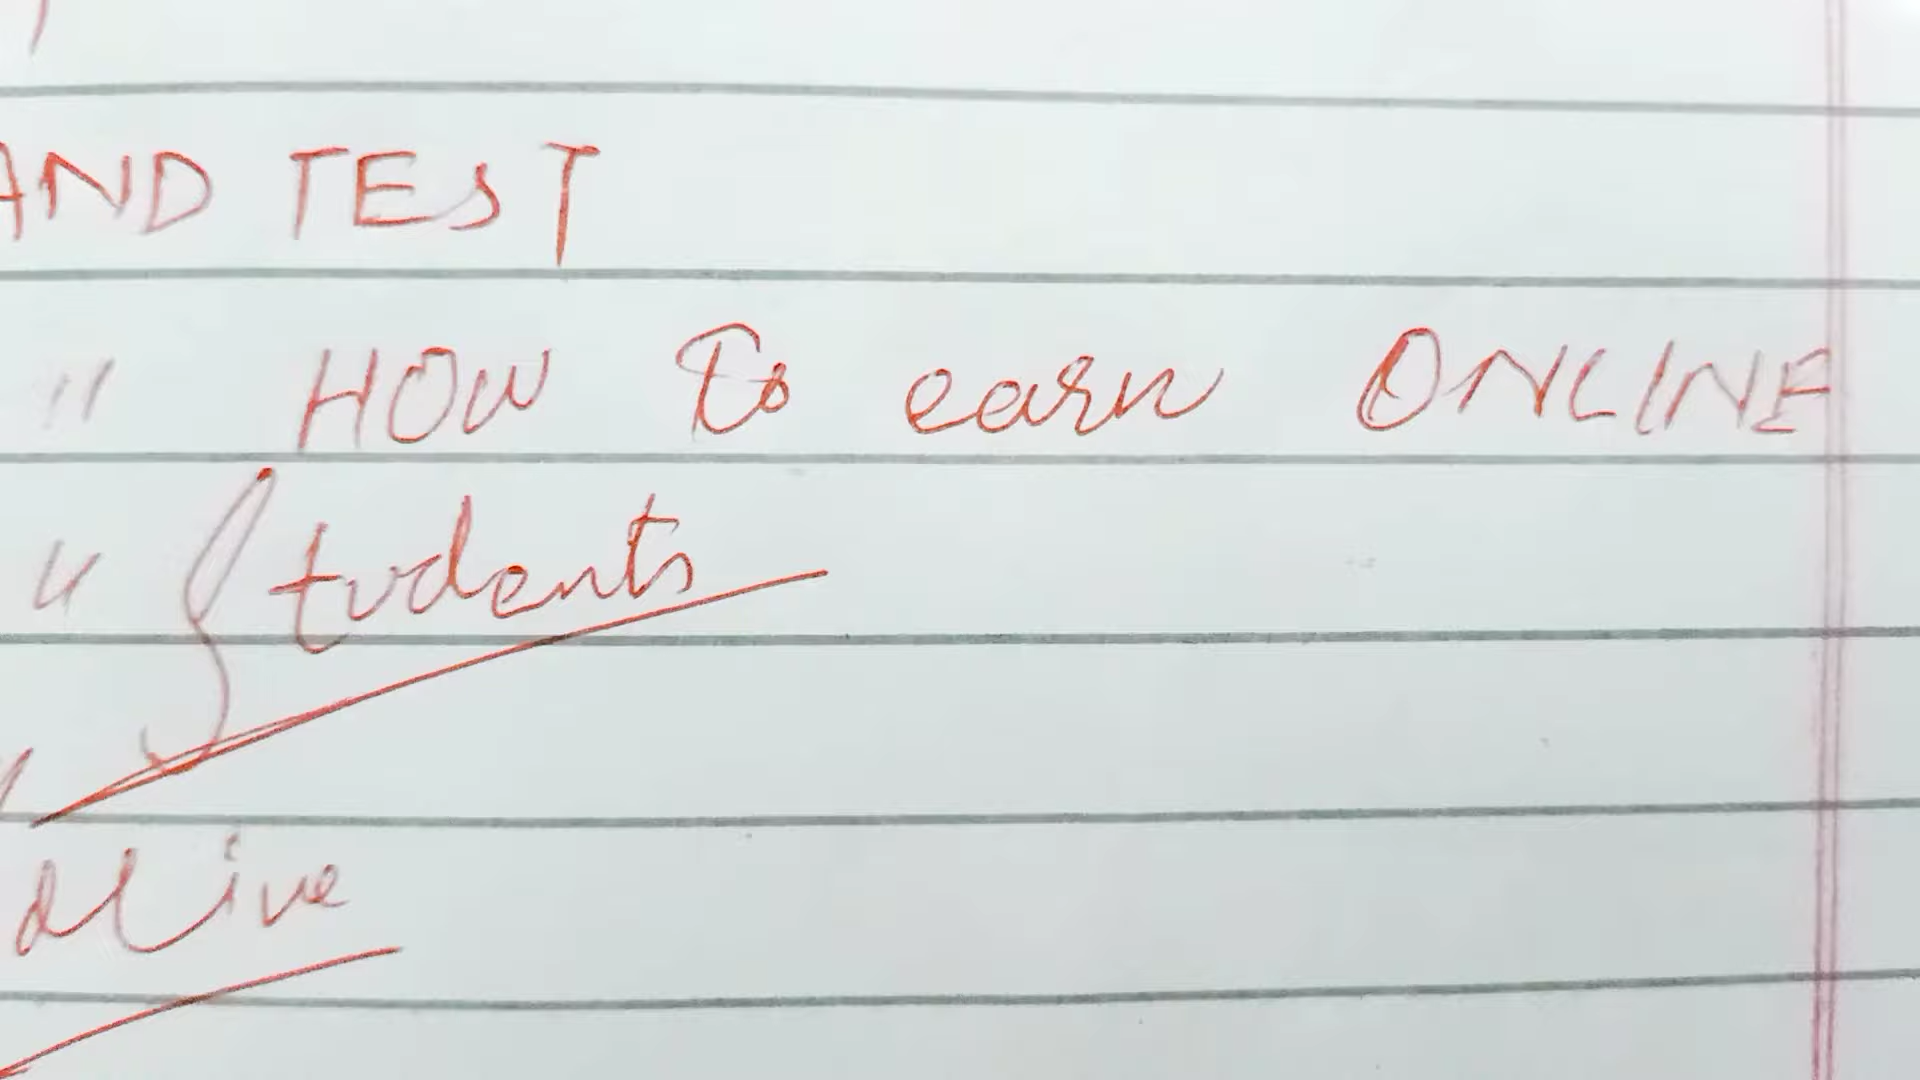 AND TEST
" HOW to earn ONLINE
" Students
alive